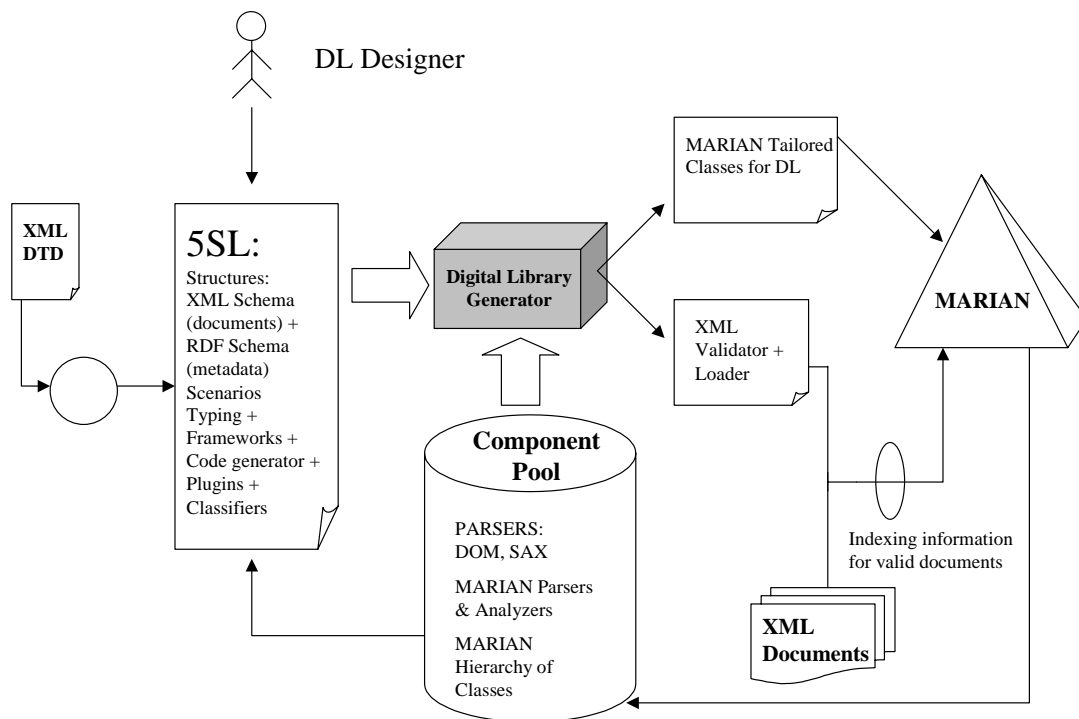 DL Designer
XML
DTD
5SL:
Structures:
XML Schema
(documents) +
RDF Schema
(metadata)
Scenarios
Typing +
Frameworks +
Code generator +
Plugins +
Classifiers
Digital Library
Generator
MARIAN Tailored
Classes for DL
XML
Validator +
Loader
MARIAN
Component
Pool
PARSERS:
DOM, SAX
MARIAN Parsers
& Analyzers
MARIAN
Hierarchy of
Classes
Indexing information
for valid documents
XML
Documents